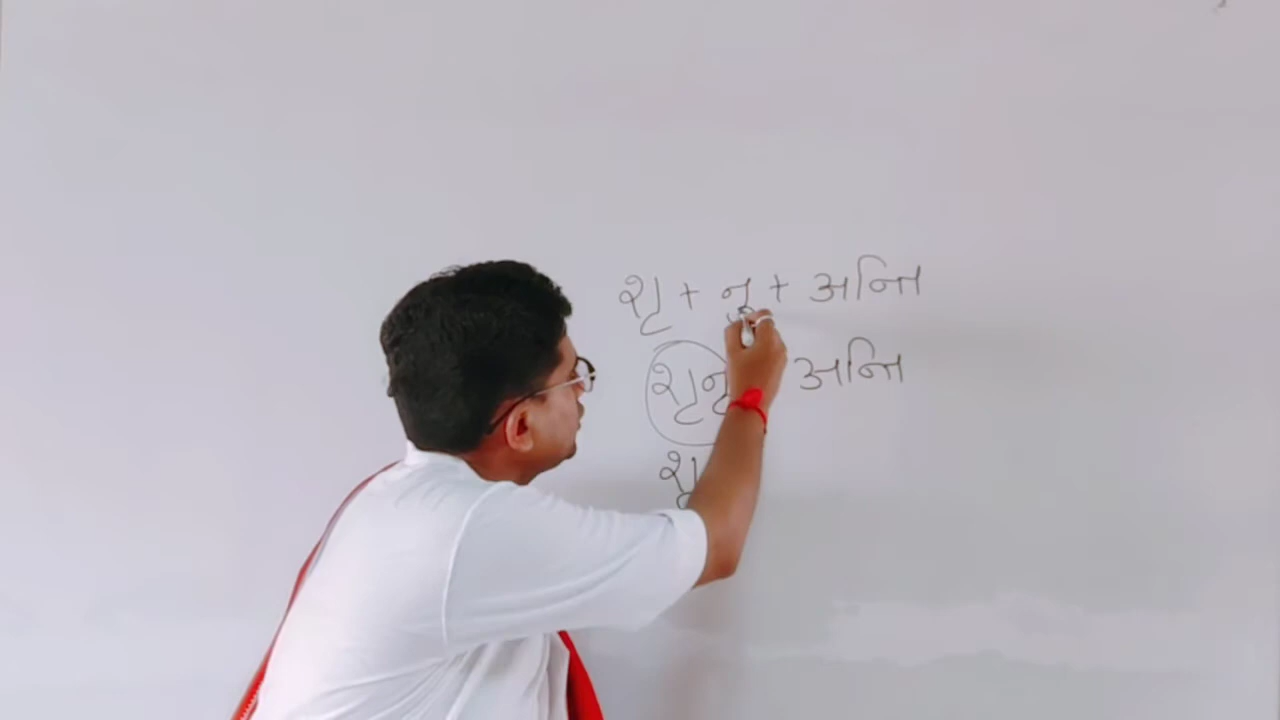 शृ + नु + अन्ति
शृनु अन्ति
शृ